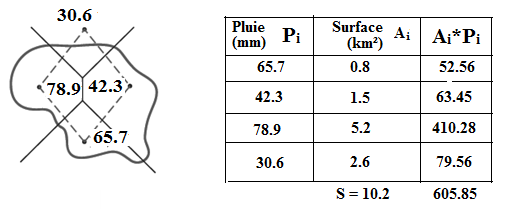 30.6
78.9 42.3
65.7
Pluie (mm) Pi Surface (km²) Ai Ai*Pi
65.7 0.8 52.56
42.3 1.5 63.45
78.9 5.2 410.28
30.6 2.6 79.56
S = 10.2 605.85